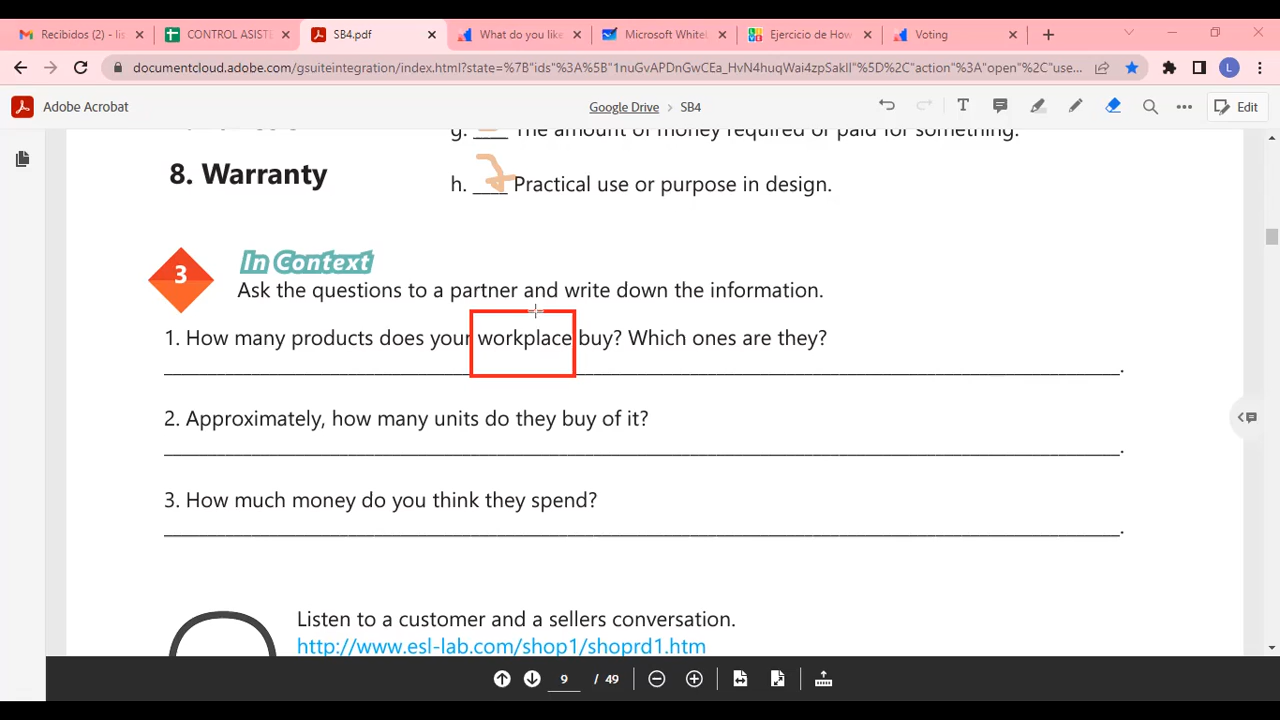 Recibidos (2) - lis
CONTROL ASIST
SB4.pdf
What do you like
Microsoft Whitel
Ejercicio de How
Voting
documentcloud.adobe.com/gsuiteintegration/index.html?state=%7B"ids"%3A%5B"1nuGvAPDnGwCEa_HvN4huqWai4zpSakll"%5D%2C"action"%3A"open"%2C"use...
L
Adobe Acrobat
Google Drive
SB4
Edit
g. ____ The amount of money required or paid for something.
8. Warranty
h. 7 Practical use or purpose in design.
3
In Context
Ask the questions to a partner and write down the information.
1. How many products does your workplace buy? Which ones are they?
2. Approximately, how many units do they buy of it?
3. How much money do you think they spend?
Listen to a customer and a sellers conversation.
http://www.esl-lab.com/shop1/shoprd1.htm
9 / 49